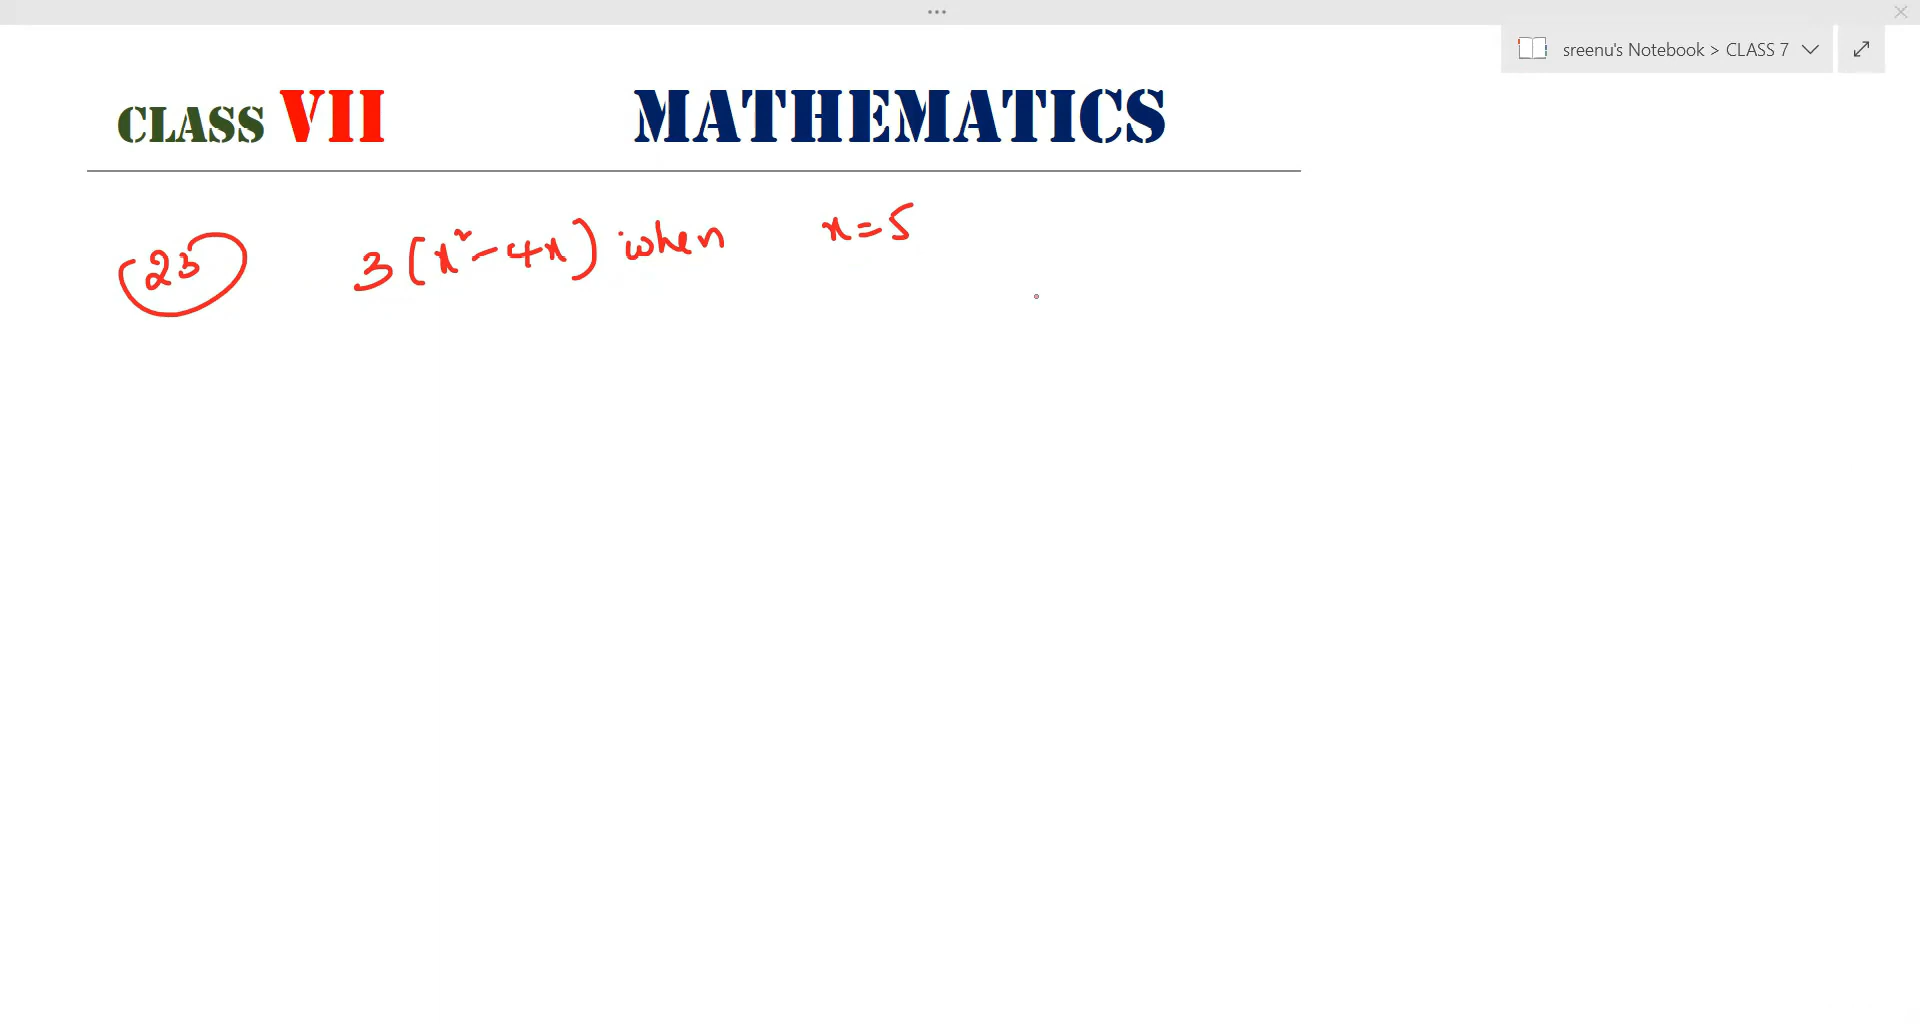 sreenu's Notebook > CLASS 7
CLASS VII MATHEMATICS
23 3(x²-4x) when x=5